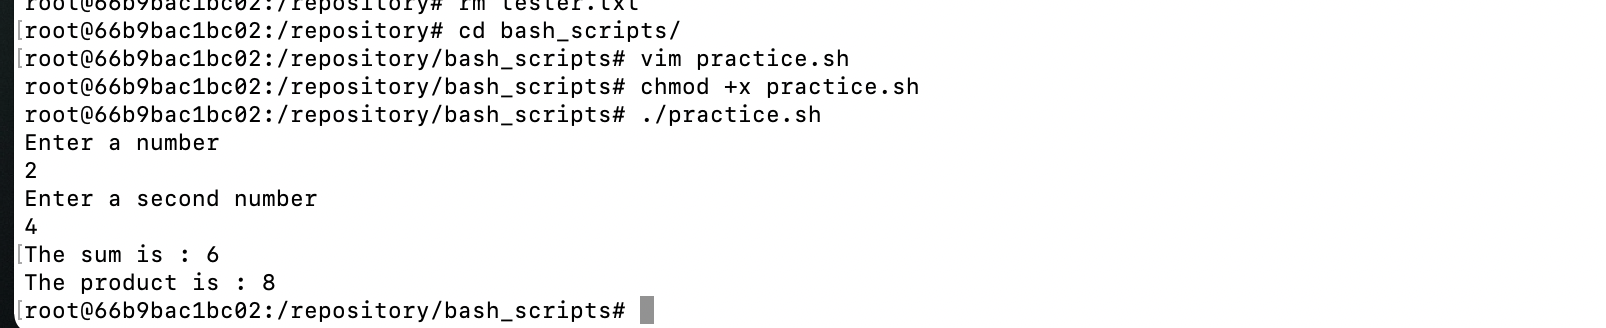 root@66b9bac1bc02:/repository# rm tester.txt
[root@66b9bac1bc02:/repository# cd bash_scripts/
[root@66b9bac1bc02:/repository/bash_scripts# vim practice.sh
root@66b9bac1bc02:/repository/bash_scripts# chmod +x practice.sh
root@66b9bac1bc02:/repository/bash_scripts# ./practice.sh
Enter a number
2
Enter a second number
4
[The sum is : 6
The product is : 8
[root@66b9bac1bc02:/repository/bash_scripts#